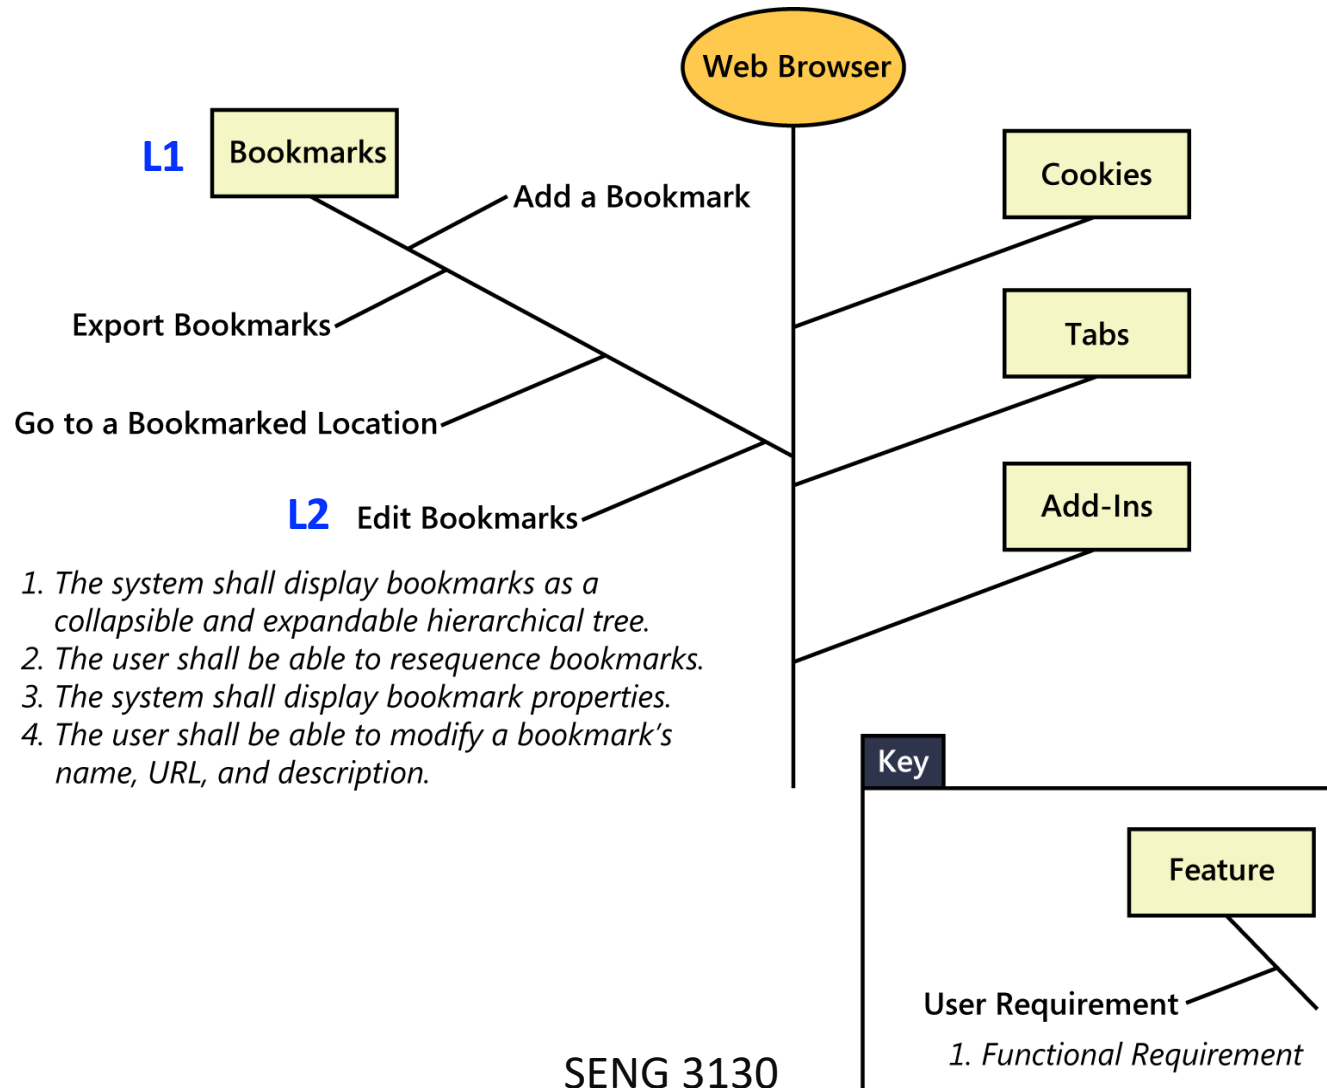 Web Browser
L1
Bookmarks
Add a Bookmark
Export Bookmarks
Go to a Bookmarked Location
L2
Edit Bookmarks
1. The system shall display bookmarks as a
collapsible and expandable hierarchical tree.
2. The user shall be able to resequence bookmarks.
3. The system shall display bookmark properties.
4. The user shall be able to modify a bookmark’s
name, URL, and description.
Cookies
Tabs
Add-Ins
Key
Feature
User Requirement
1. Functional Requirement
SENG 3130